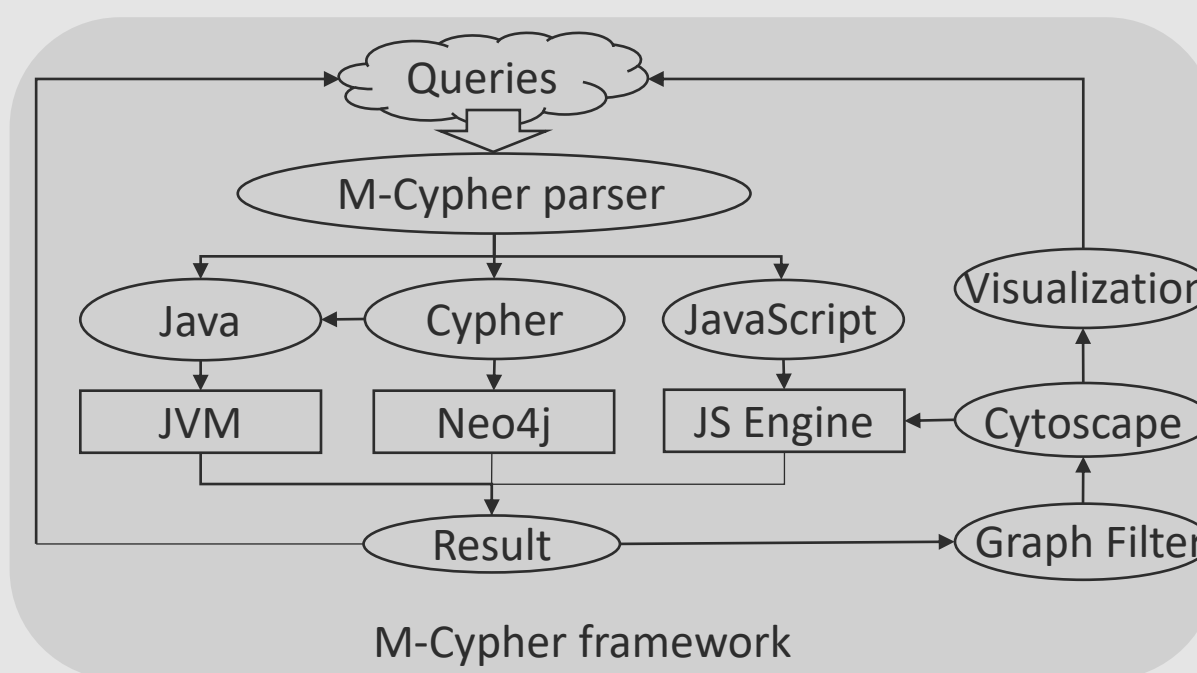 Queries
M-Cypher parser
Java
Cypher
JavaScript
Visualization
JVM
Neo4j
JS Engine
Cytoscape
Result
Graph Filter
M-Cypher framework